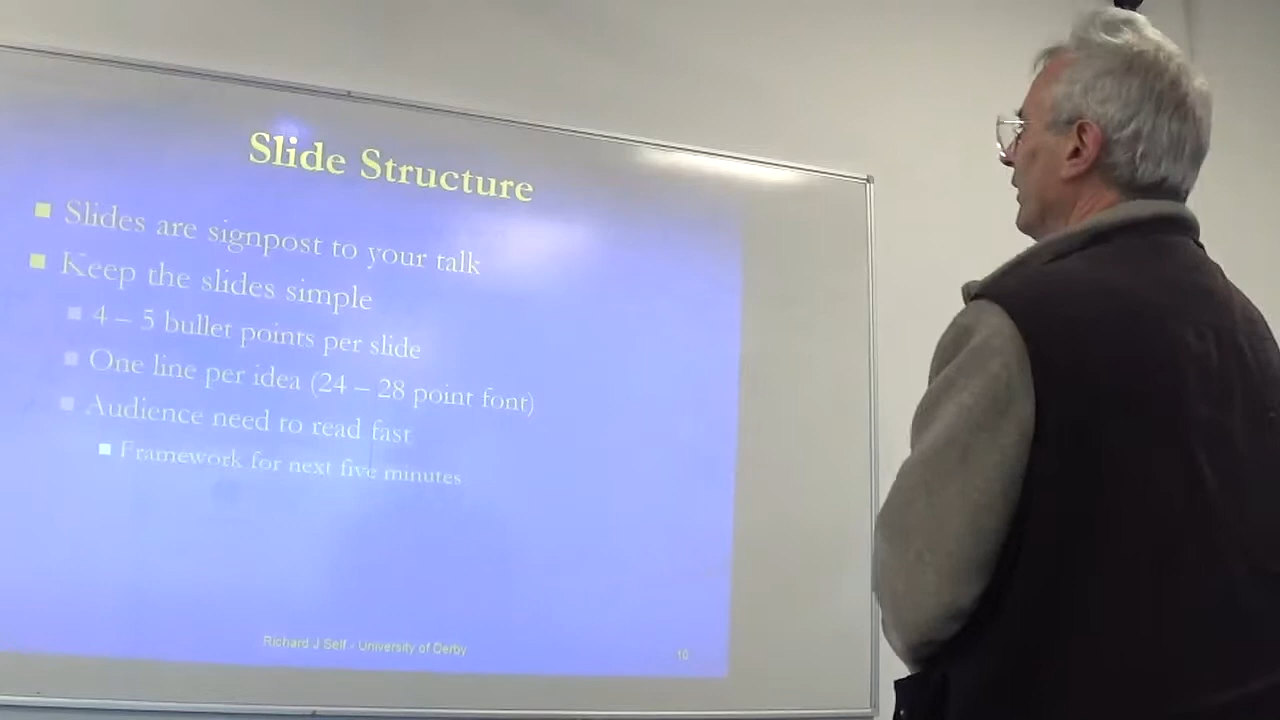 Slide Structure
Slides are signpost to your talk
Keep the slides simple
4 – 5 bullet points per slide
One line per idea (24 – 28 point font)
Audience need to read fast
Framework for next five minutes
Richard J Self - University of Derby
10